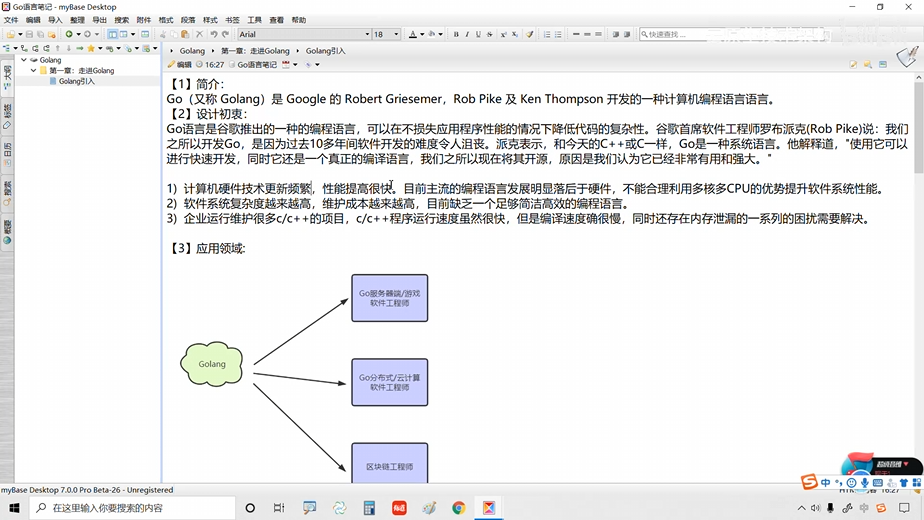 Go语言笔记 - myBase Desktop
文件 编辑 导入 整理 导出 搜索 附件 格式 段落 样式 书签 工具 查看 帮助
Arial 18 快速查找...
Golang 第一章：走进Golang Golang引入
编辑 16:27 Go语言笔记
大纲
标签
日历
搜索
Golang
第一章：走进Golang
Golang引入
【1】简介：
Go（又称 Golang）是 Google 的 Robert Griesemer，Rob Pike 及 Ken Thompson 开发的一种计算机编程语言语言。
【2】设计初衷：
Go语言是谷歌推出的一种的编程语言，可以在不损失应用程序性能的情况下降低代码的复杂性。谷歌首席软件工程师罗布派克(Rob Pike)说：我们
之所以开发Go，是因为过去10多年间软件开发的难度令人沮丧。派克表示，和今天的C++或C一样，Go是一种系统语言。他解释道，"使用它可以
进行快速开发，同时它还是一个真正的编译语言，我们之所以现在将其开源，原因是我们认为它已经非常有用和强大。"
1）计算机硬件技术更新频繁，性能提高很快。目前主流的编程语言发展明显落后于硬件，不能合理利用多核多CPU的优势提升软件系统性能。
2）软件系统复杂度越来越高，维护成本越来越高，目前缺乏一个足够简洁高效的编程语言。
3）企业运行维护很多c/c++的项目，c/c++程序运行速度虽然很快，但是编译速度确很慢，同时还存在内存泄漏的一系列的困扰需要解决。
【3】应用领域:
Go服务器端/游戏
软件工程师
Golang
Go分布式/云计算
软件工程师
区块链工程师
myBase Desktop 7.0.0 Pro Beta-26 - Unregistered
在这里输入你要搜索的内容
中
16:27